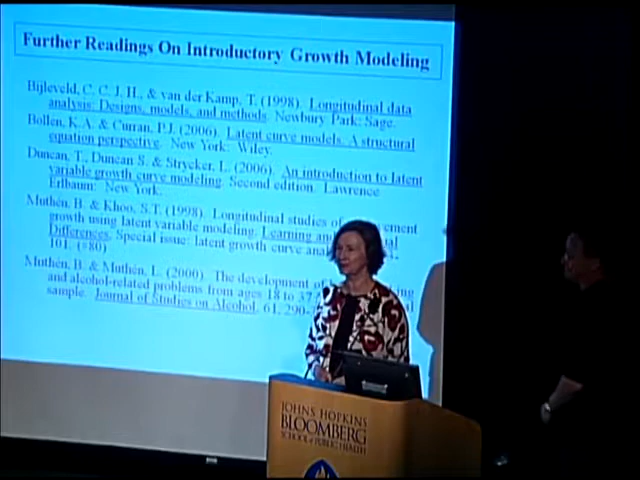 Further Readings On Introductory Growth Modeling
Bijleveld, C. C. J. H., & van der Kamp, T. (1998). Longitudinal data
analysis: Designs, models, and methods. Newbury Park: Sage.
Bollen, K.A. & Curran, P.J. (2006). Latent curve models. A structural
equation perspective. New York: Wiley.
Duncan, T., Duncan S. & Strycker, L. (2006). An introduction to latent
variable growth curve modeling. Second edition. Lawrence
Erlbaum: New York.
Muthén, B. & Khoo, S.T. (1998). Longitudinal studies of
growth using latent variable modeling. Learning
Differences, Special issue: latent growth curve
101. (#80)
Muthén, B. & Muthén, L. (2000). The development of
and alcohol-related problems from ages 18 to 37
sample. Journal of Studies on Alcohol, 61, 290-
JOHNS HOPKINS
BLOOMBERG
SCHOOL of PUBLIC HEALTH